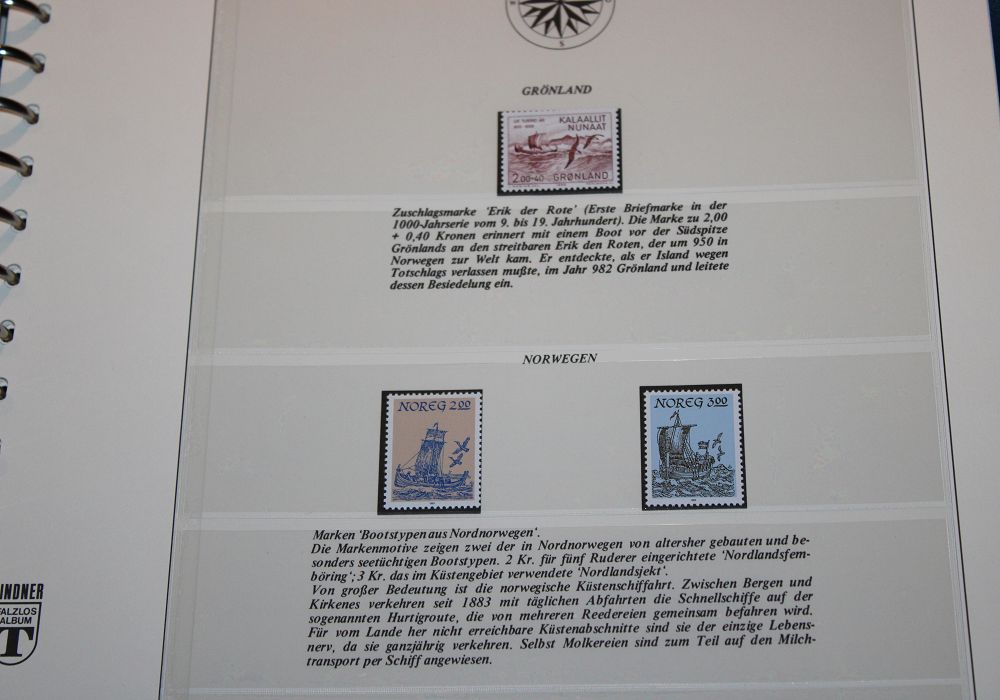 S
GRÖNLAND
KALAALLIT
NUNAAT
2.00+40 GRØNLAND
Zuschlagsmarke 'Erik der Rote' (Erste Briefmarke in der
1000-Jahrserie vom 9. bis 19. Jahrhundert). Die Marke zu 2,00
+ 0,40 Kronen erinnert mit einem Boot vor der Südspitze
Grönlands an den streitbaren Erik den Roten, der um 950 in
Norwegen zur Welt kam. Er entdeckte, als er Island wegen
Totschlags verlassen mußte, im Jahr 982 Grönland und leitete
dessen Besiedelung ein.
NORWEGEN
NOREG 2.00
NOREG 3.00
Marken 'Bootstypen aus Nordnorwegen'.
Die Markenmotive zeigen zwei der in Nordnorwegen von altersher gebauten und be-
sonders seetüchtigen Bootstypen. 2 Kr. für fünf Ruderer eingerichtete 'Nordlandsfem-
böring'; 3 Kr. das im Küstengebiet verwendete 'Nordlandsjekt'.
Von großer Bedeutung ist die norwegische Küstenschiffahrt. Zwischen Bergen und
Kirkenes verkehren seit 1883 mit täglichen Abfahrten die Schnellschiffe auf der
sogenannten Hurtigroute, die von mehreren Reedereien gemeinsam befahren wird.
Für vom Lande her nicht erreichbare Küstenabschnitte sind sie der einzige Lebens-
nerv, da sie ganzjährig verkehren. Selbst Molkereien sind zum Teil auf den Milch-
transport per Schiff angewiesen.
INDNER
FALZLOS
ALBUM
T